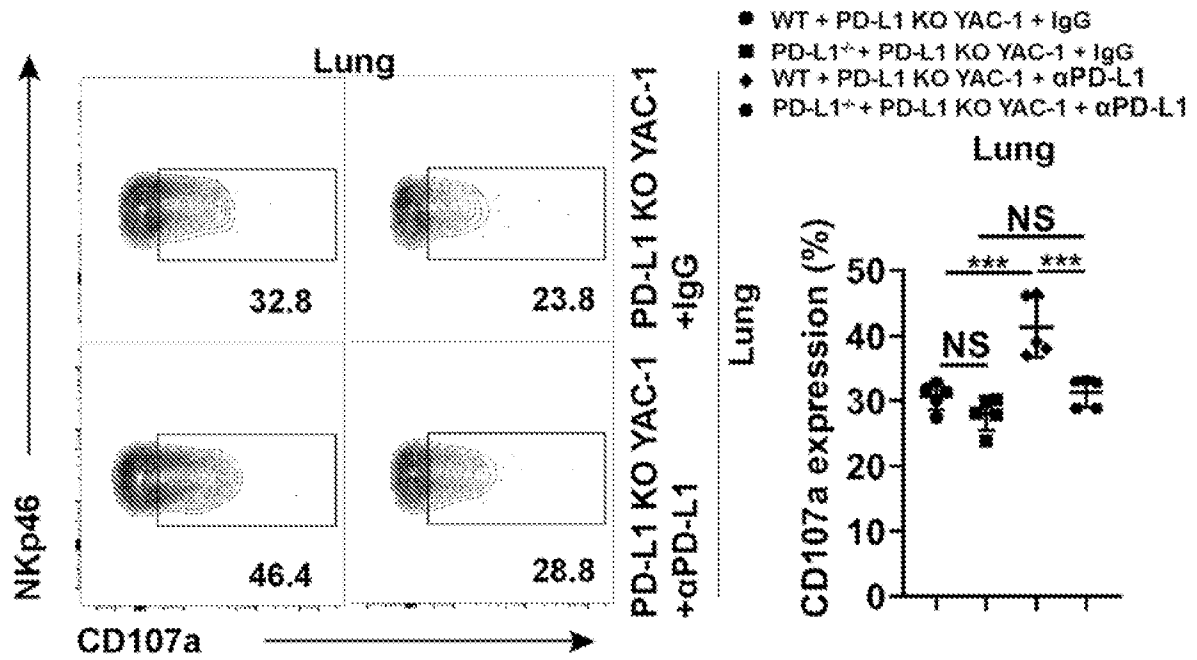 WT + PD-L1 KO YAC-1 + IgG
PD-L1-/- + PD-L1 KO YAC-1 + IgG
WT + PD-L1 KO YAC-1 + αPD-L1
PD-L1-/- + PD-L1 KO YAC-1 + αPD-L1
Lung
32.8
23.8
46.4
28.8
NKp46
CD107a
PD-L1 KO YAC-1
+IgG
PD-L1 KO YAC-1
+αPD-L1
Lung
Lung
NS
***
***
NS
CD107a expression (%)
50
40
30
20
10
0